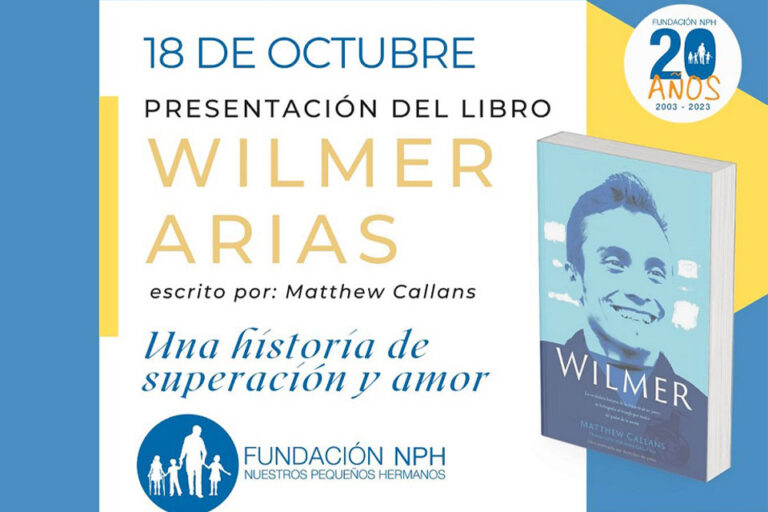 18 DE OCTUBRE
PRESENTACIÓN DEL LIBRO
WILMER
ARIAS
escrito por: Matthew Callans
Una historia de
superación y amor
FUNDACIÓN NPH
NUESTROS PEQUEÑOS HERMANOS
FUNDACIÓN NPH
20
AÑOS
2003 - 2023
WILMER
MATTHEW CALLANS